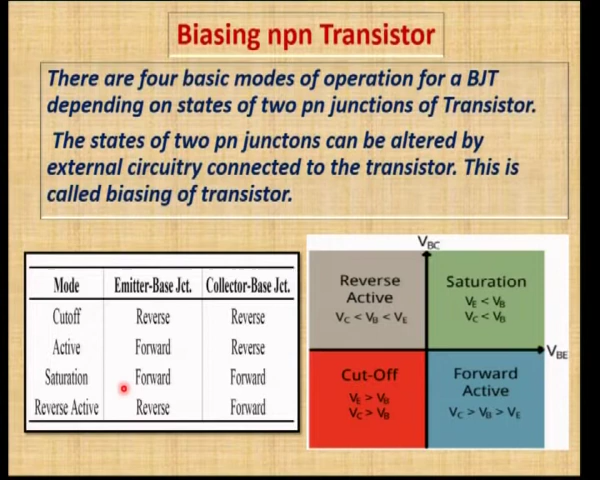 Biasing npn Transistor
There are four basic modes of operation for a BJT
depending on states of two pn junctions of Transistor.
The states of two pn junctons can be altered by
external circuitry connected to the transistor. This is
called biasing of transistor.
Mode Emitter-Base Jct. Collector-Base Jct.
Cutoff Reverse Reverse
Active Forward Reverse
Saturation Forward Forward
Reverse Active Reverse Forward
VBC
Reverse
Active
VC < VB < VE
Saturation
VE < VB
VC < VB
VBE
Cut-Off
VE > VB
VC > VB
Forward
Active
VC > VB > VE